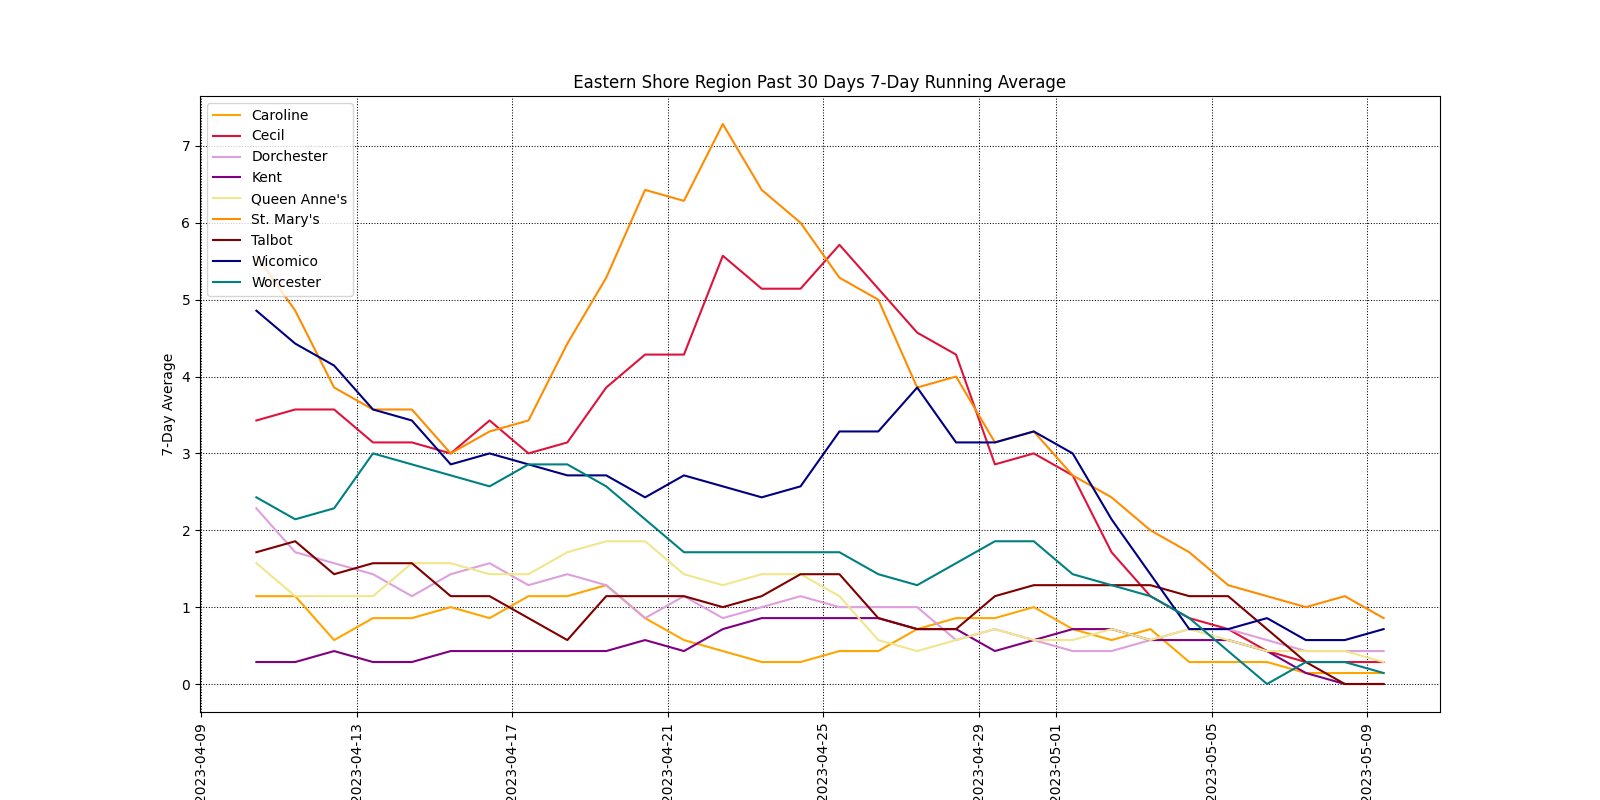 Eastern Shore Region Past 30 Days 7-Day Running Average
Caroline
Cecil
Dorchester
Kent
Queen Anne's
St. Mary's
Talbot
Wicomico
Worcester
7-Day Average
7
6
5
4
3
2
1
0
2023-04-09
2023-04-13
2023-04-17
2023-04-21
2023-04-25
2023-04-29
2023-05-01
2023-05-05
2023-05-09